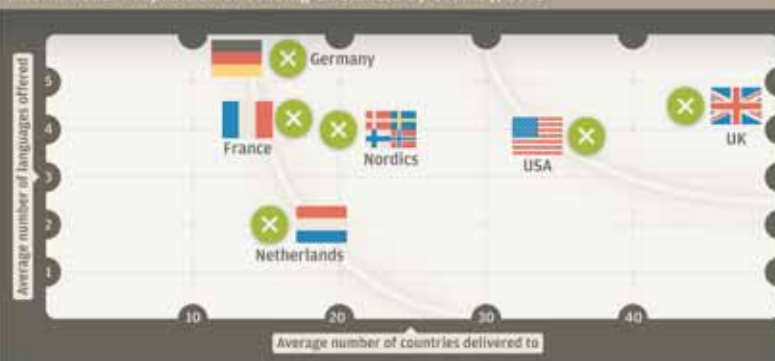 Average number of languages offered
5
4
3
2
1
Germany
France
Nordics
USA
UK
Netherlands
10
20
30
40
Average number of countries delivered to